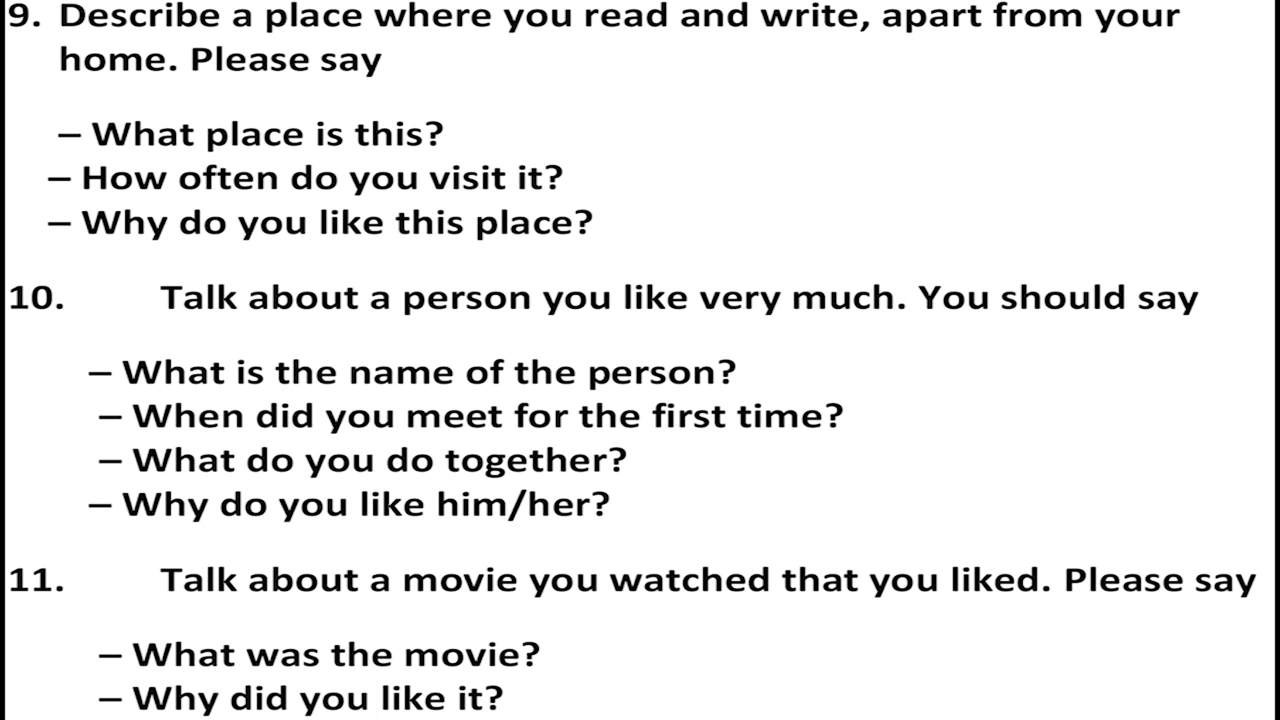 9. Describe a place where you read and write, apart from your
home. Please say
– What place is this?
– How often do you visit it?
– Why do you like this place?
10. Talk about a person you like very much. You should say
– What is the name of the person?
– When did you meet for the first time?
– What do you do together?
– Why do you like him/her?
11. Talk about a movie you watched that you liked. Please say
– What was the movie?
– Why did you like it?